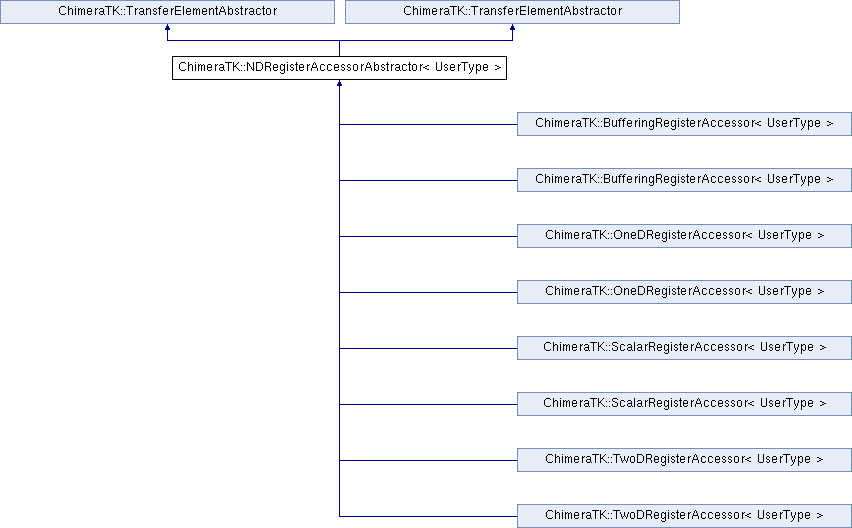 ChimeraTK::TransferElementAbstractor
ChimeraTK::TransferElementAbstractor
ChimeraTK::NDRegisterAccessorAbstractor< UserType >
ChimeraTK::BufferingRegisterAccessor< UserType >
ChimeraTK::BufferingRegisterAccessor< UserType >
ChimeraTK::OneDRegisterAccessor< UserType >
ChimeraTK::OneDRegisterAccessor< UserType >
ChimeraTK::ScalarRegisterAccessor< UserType >
ChimeraTK::ScalarRegisterAccessor< UserType >
ChimeraTK::TwoDRegisterAccessor< UserType >
ChimeraTK::TwoDRegisterAccessor< UserType >